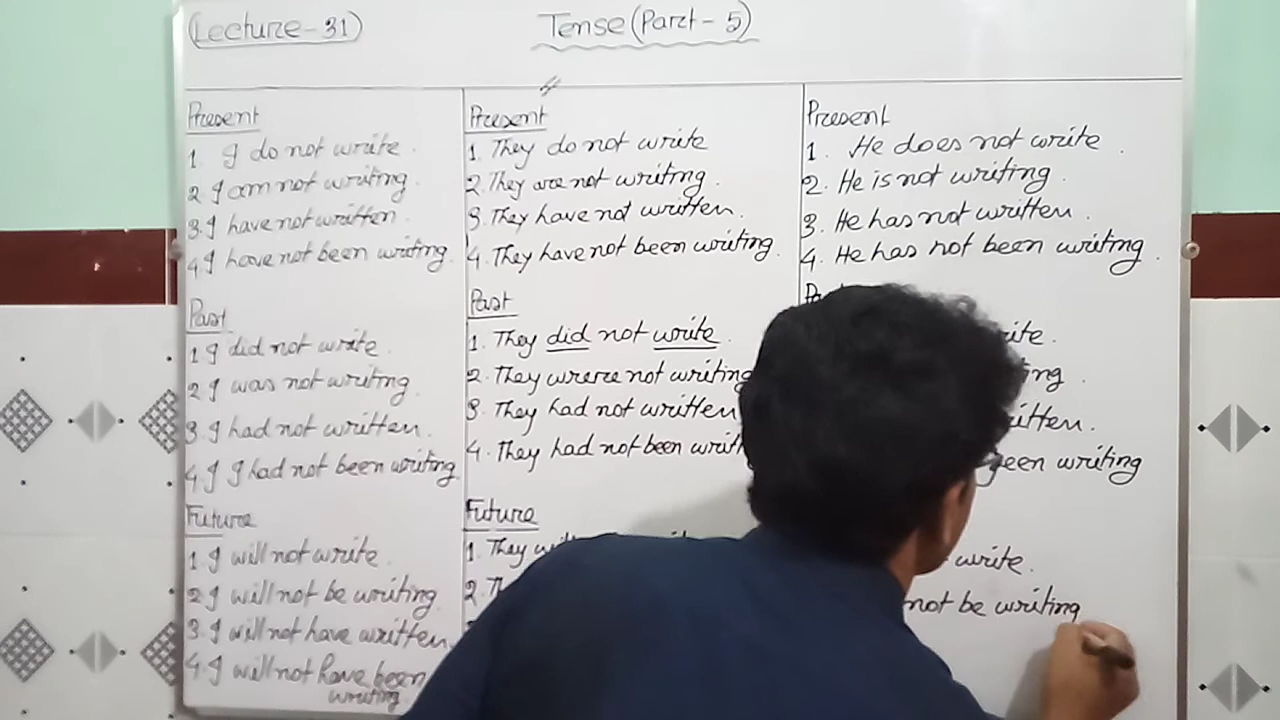 (Lecture-31)
Tense (Part-5)
Present
1. I do not write.
2 I am not writing.
3. I have not written.
4 I have not been writing.
Past
1 I did not write.
2 I was not writing
3. I had not written.
4. I I had not been writing
Future
1. I will not write.
2 I will not be writing
3. I will not have written
4. I will not have been
writing.
Present
1. They do not write
2. They are not writing.
3. They have not written.
4. They have not been writing.
Past
1. They did not write.
2. They were not writing
3. They had not written
4. They had not been
Future
1. They
2.
Present
1. He does not write.
2. He is not writing.
3. He has not written.
4. He has not been writing.
been writing
write.
not be writing